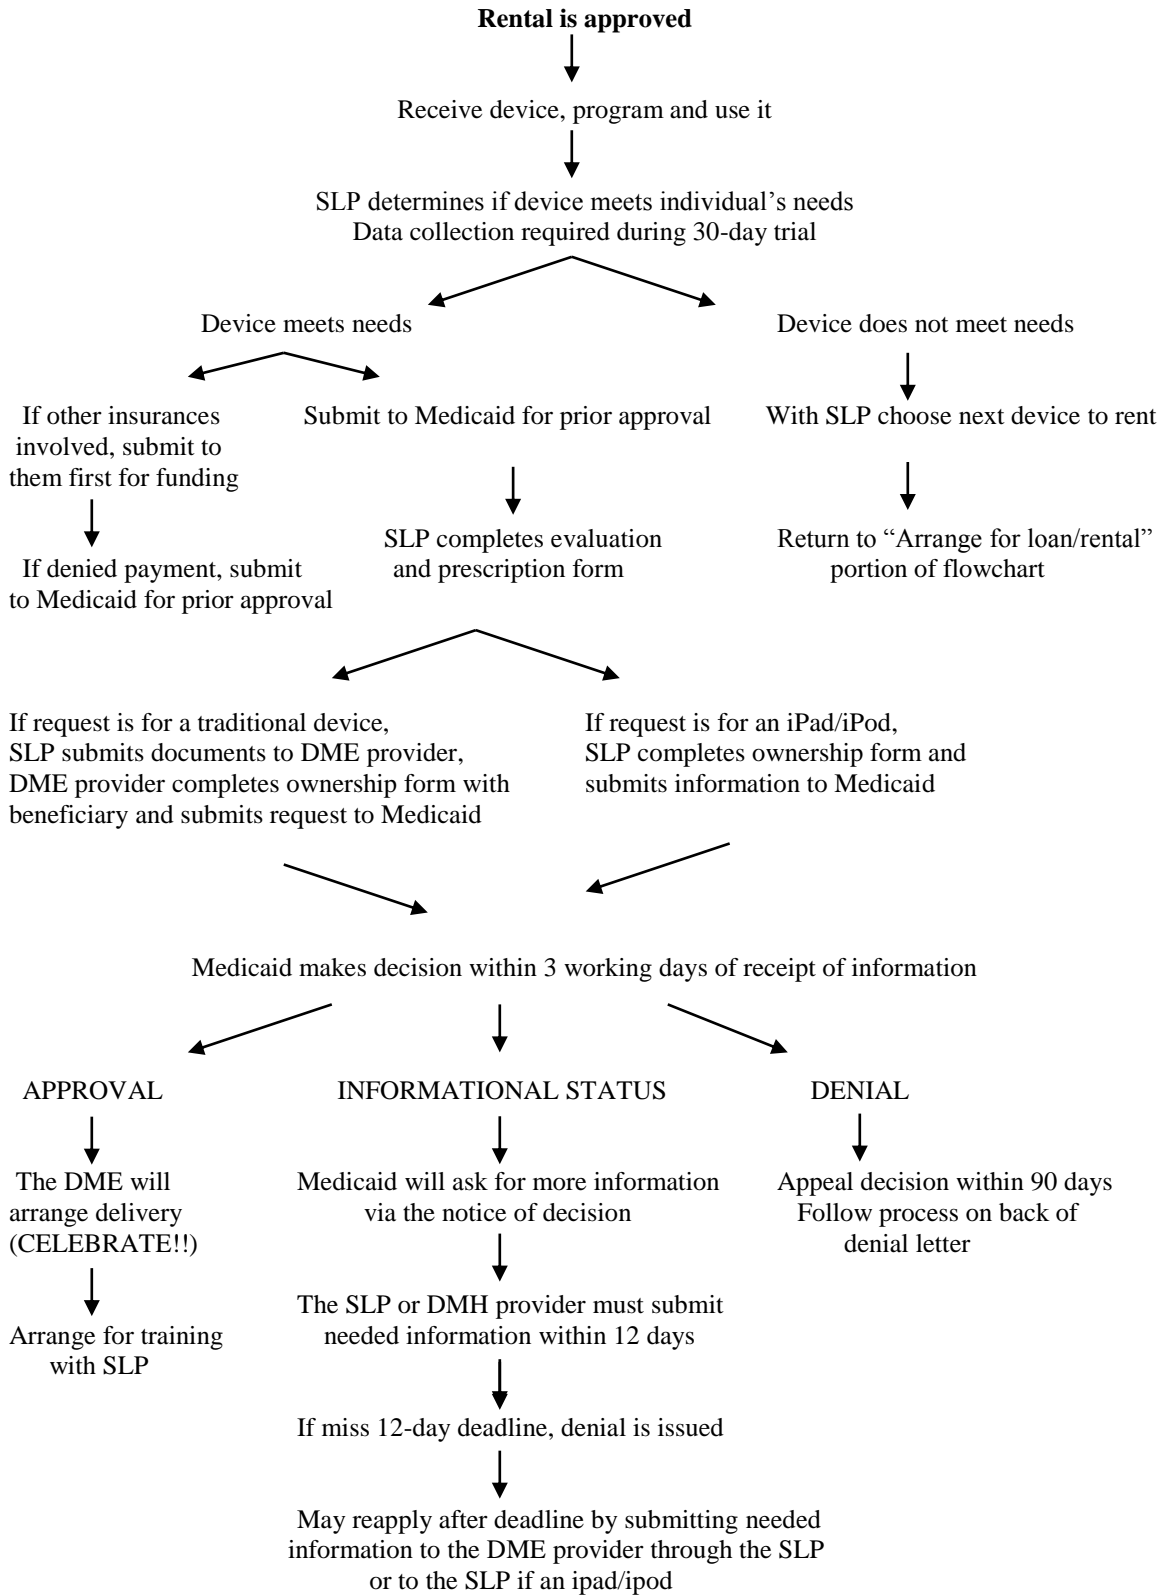 Rental is approved
Receive device, program and use it
SLP determines if device meets individual’s needs
Data collection required during 30-day trial
Device meets needs
Device does not meet needs
If other insurances
involved, submit to
them first for funding
Submit to Medicaid for prior approval
With SLP choose next device to rent
If denied payment, submit
to Medicaid for prior approval
SLP completes evaluation
and prescription form
Return to “Arrange for loan/rental”
portion of flowchart
If request is for a traditional device,
SLP submits documents to DME provider,
DME provider completes ownership form with
beneficiary and submits request to Medicaid
If request is for an iPad/iPod,
SLP completes ownership form and
submits information to Medicaid
Medicaid makes decision within 3 working days of receipt of information
APPROVAL
INFORMATIONAL STATUS
DENIAL
The DME will
arrange delivery
(CELEBRATE!!)
Medicaid will ask for more information
via the notice of decision
Appeal decision within 90 days
Follow process on back of
denial letter
Arrange for training
with SLP
The SLP or DMH provider must submit
needed information within 12 days
If miss 12-day deadline, denial is issued
May reapply after deadline by submitting needed
information to the DME provider through the SLP
or to the SLP if an ipad/ipod